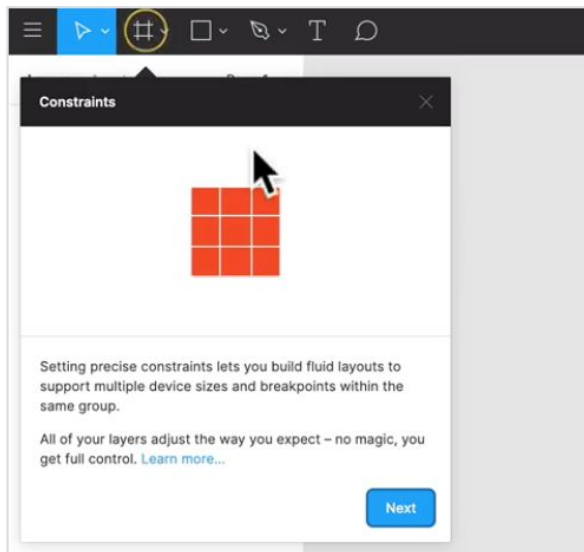 T
Constraints
Setting precise constraints lets you build fluid layouts to
support multiple device sizes and breakpoints within the
same group.
All of your layers adjust the way you expect – no magic, you
get full control. Learn more...
Next